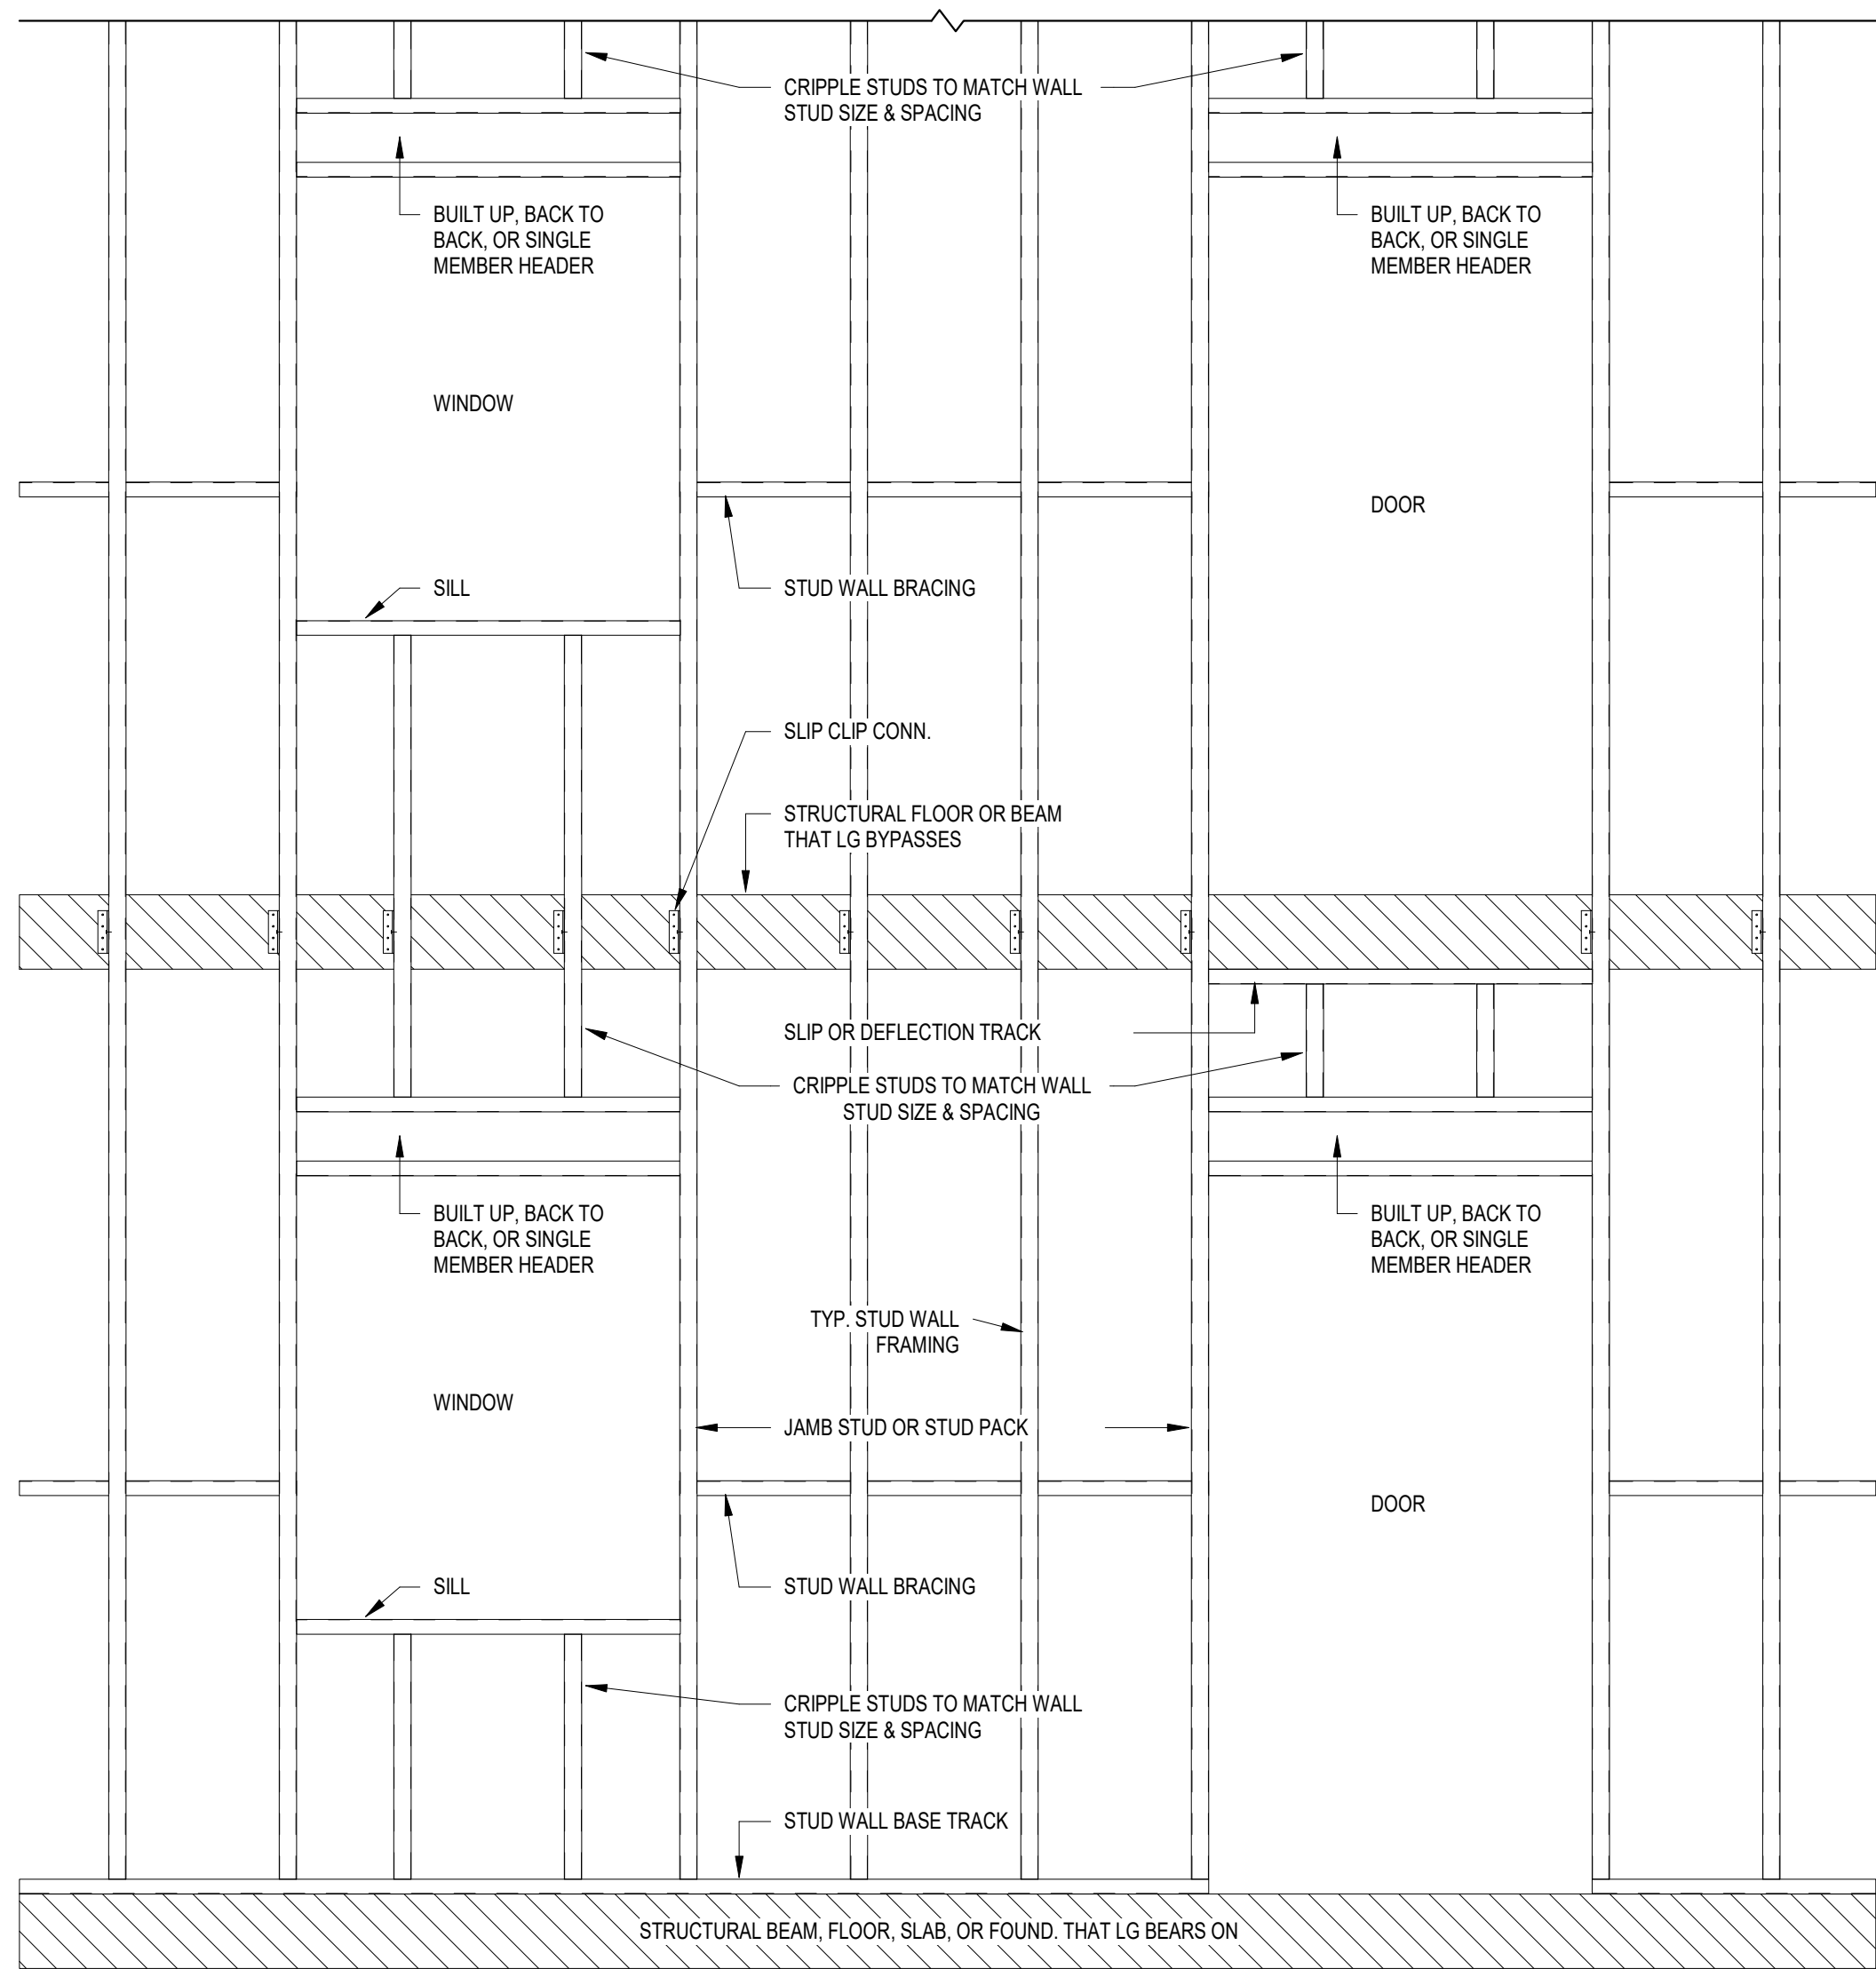 CRIPPLE STUDS TO MATCH WALL
STUD SIZE & SPACING
BUILT UP, BACK TO
BACK, OR SINGLE
MEMBER HEADER
BUILT UP, BACK TO
BACK, OR SINGLE
MEMBER HEADER
WINDOW
DOOR
SILL
STUD WALL BRACING
SLIP CLIP CONN.
STRUCTURAL FLOOR OR BEAM
THAT LG BYPASSES
SLIP OR DEFLECTION TRACK
CRIPPLE STUDS TO MATCH WALL
STUD SIZE & SPACING
BUILT UP, BACK TO
BACK, OR SINGLE
MEMBER HEADER
BUILT UP, BACK TO
BACK, OR SINGLE
MEMBER HEADER
TYP. STUD WALL
FRAMING
WINDOW
JAMB STUD OR STUD PACK
DOOR
SILL
STUD WALL BRACING
CRIPPLE STUDS TO MATCH WALL
STUD SIZE & SPACING
STUD WALL BASE TRACK
STRUCTURAL BEAM, FLOOR, SLAB, OR FOUND. THAT LG BEARS ON